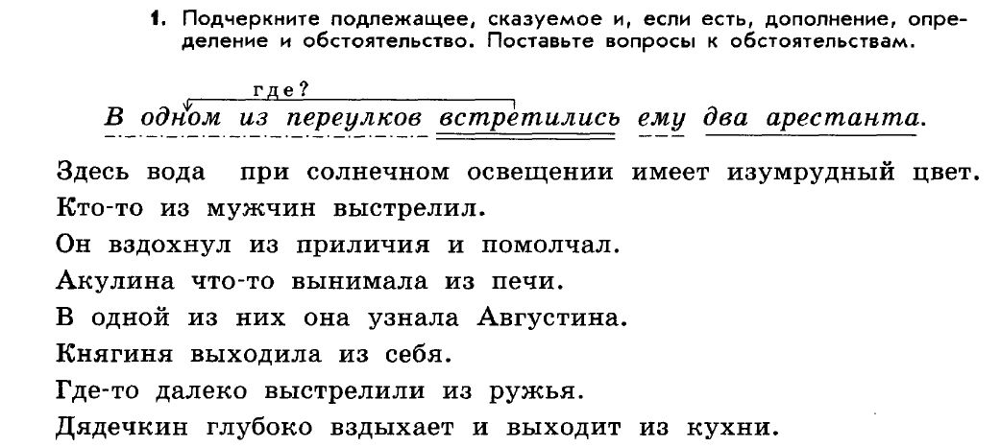 1. Подчеркните подлежащее, сказуемое и, если есть, дополнение, опре-
деление и обстоятельство. Поставьте вопросы к обстоятельствам.
где?
В одном из переулков встретились ему два арестанта.
Здесь вода при солнечном освещении имеет изумрудный цвет.
Кто-то из мужчин выстрелил.
Он вздохнул из приличия и помолчал.
Акулина что-то вынимала из печи.
В одной из них она узнала Августина.
Княгиня выходила из себя.
Где-то далеко выстрелили из ружья.
Дядечкин глубоко вздыхает и выходит из кухни.